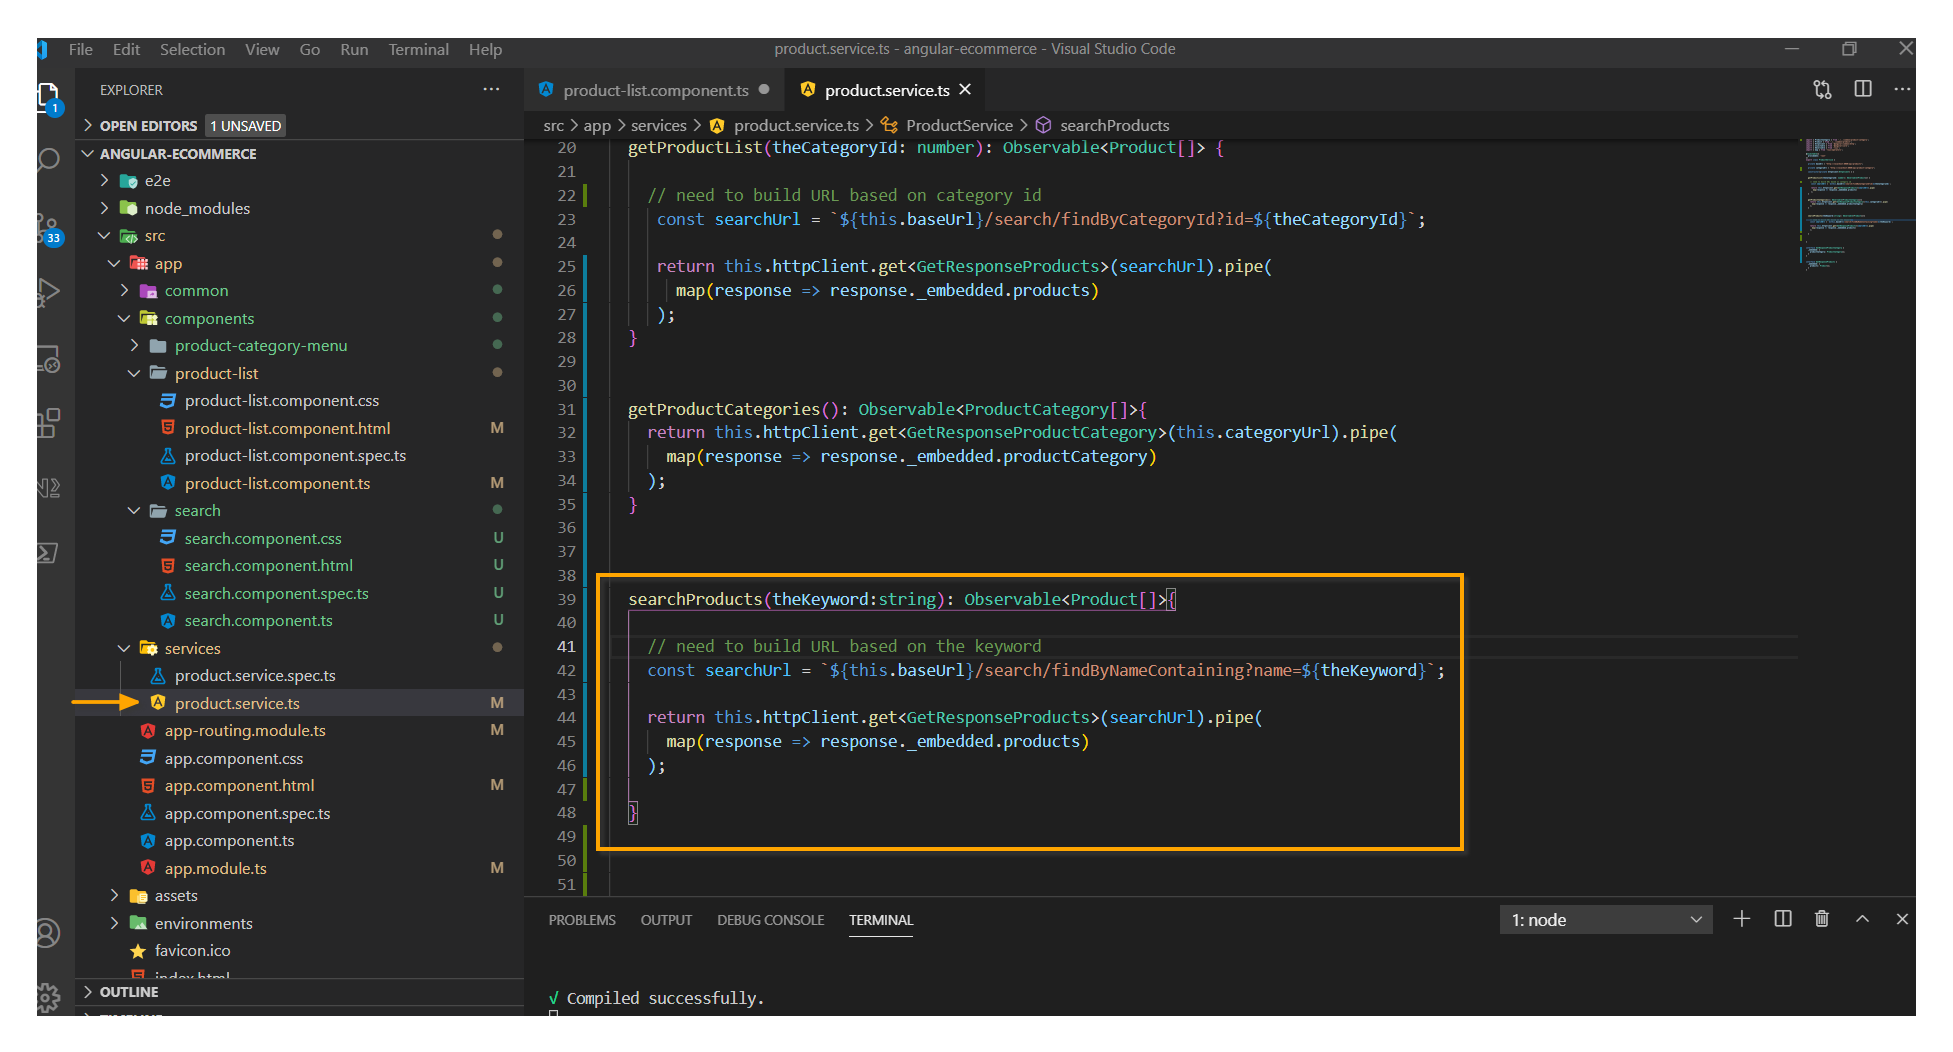 File Edit Selection View Go Run Terminal Help
product.service.ts - angular-ecommerce - Visual Studio Code
1
33
EXPLORER
OPEN EDITORS 1 UNSAVED
ANGULAR-ECOMMERCE
e2e
node_modules
src
app
common
components
product-category-menu
product-list
product-list.component.css
product-list.component.html M
product-list.component.spec.ts
product-list.component.ts M
search
search.component.css U
search.component.html U
search.component.spec.ts U
search.component.ts U
services
product.service.spec.ts
product.service.ts M
app-routing.module.ts M
app.component.css
app.component.html M
app.component.spec.ts
app.component.ts
app.module.ts M
assets
environments
favicon.ico
index.html
OUTLINE
TIMELINE
product-list.component.ts
product.service.ts
src > app > services > product.service.ts > ProductService > searchProducts
20 getProductList(theCategoryId: number): Observable<Product[]> {
21
22 // need to build URL based on category id
23 const searchUrl = `${this.baseUrl}/search/findByCategoryId?id=${theCategoryId}`;
24
25 return this.httpClient.get<GetResponseProducts>(searchUrl).pipe(
26 map(response => response._embedded.products)
27 );
28 }
29
30
31 getProductCategories(): Observable<ProductCategory[]>{
32 return this.httpClient.get<GetResponseProductCategory>(this.categoryUrl).pipe(
33 map(response => response._embedded.productCategory)
34 );
35 }
36
37
38
39 searchProducts(theKeyword:string): Observable<Product[]>{
40
41 // need to build URL based on the keyword
42 const searchUrl = `${this.baseUrl}/search/findByNameContaining?name=${theKeyword}`;
43
44 return this.httpClient.get<GetResponseProducts>(searchUrl).pipe(
45 map(response => response._embedded.products)
46 );
47
48 }
49
50
51
PROBLEMS OUTPUT DEBUG CONSOLE TERMINAL
1: node
√ Compiled successfully.